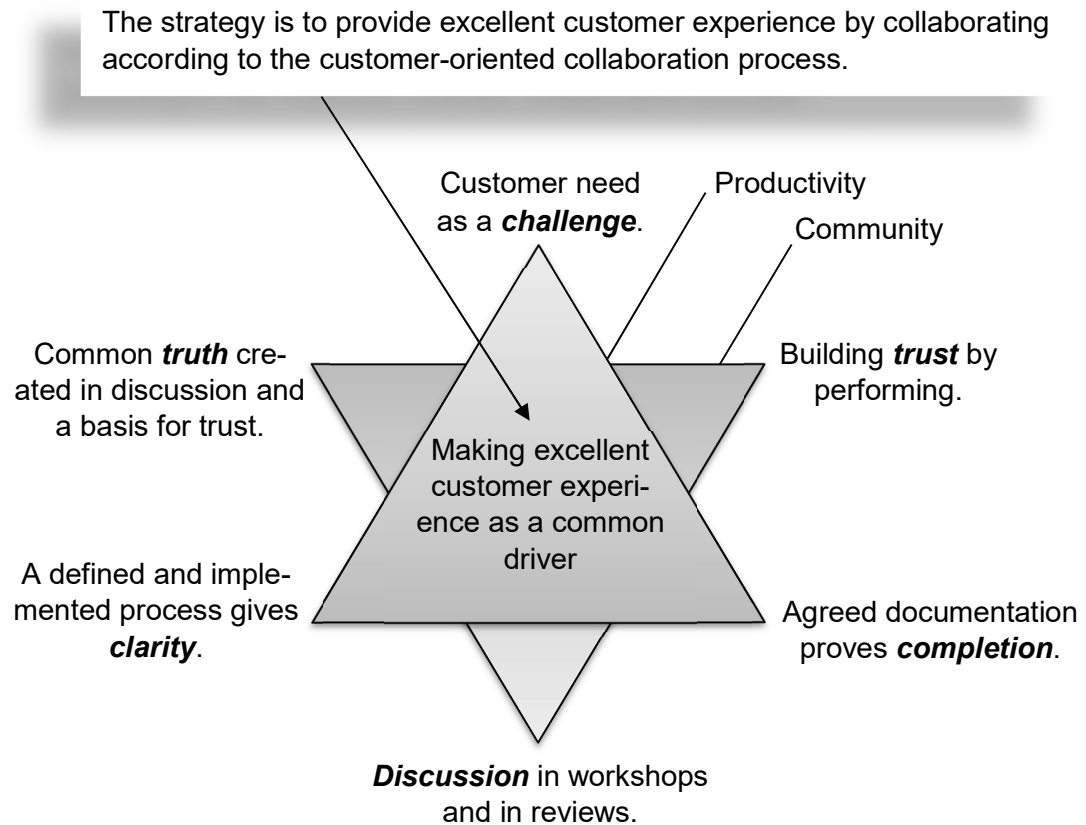 The strategy is to provide excellent customer experience by collaborating
according to the customer-oriented collaboration process.
Customer need
as a challenge.
Productivity
Community
Common truth cre-
ated in discussion and
a basis for trust.
Building trust by
performing.
Making excellent
customer experi-
ence as a common
driver
A defined and imple-
mented process gives
clarity.
Agreed documentation
proves completion.
Discussion in workshops
and in reviews.